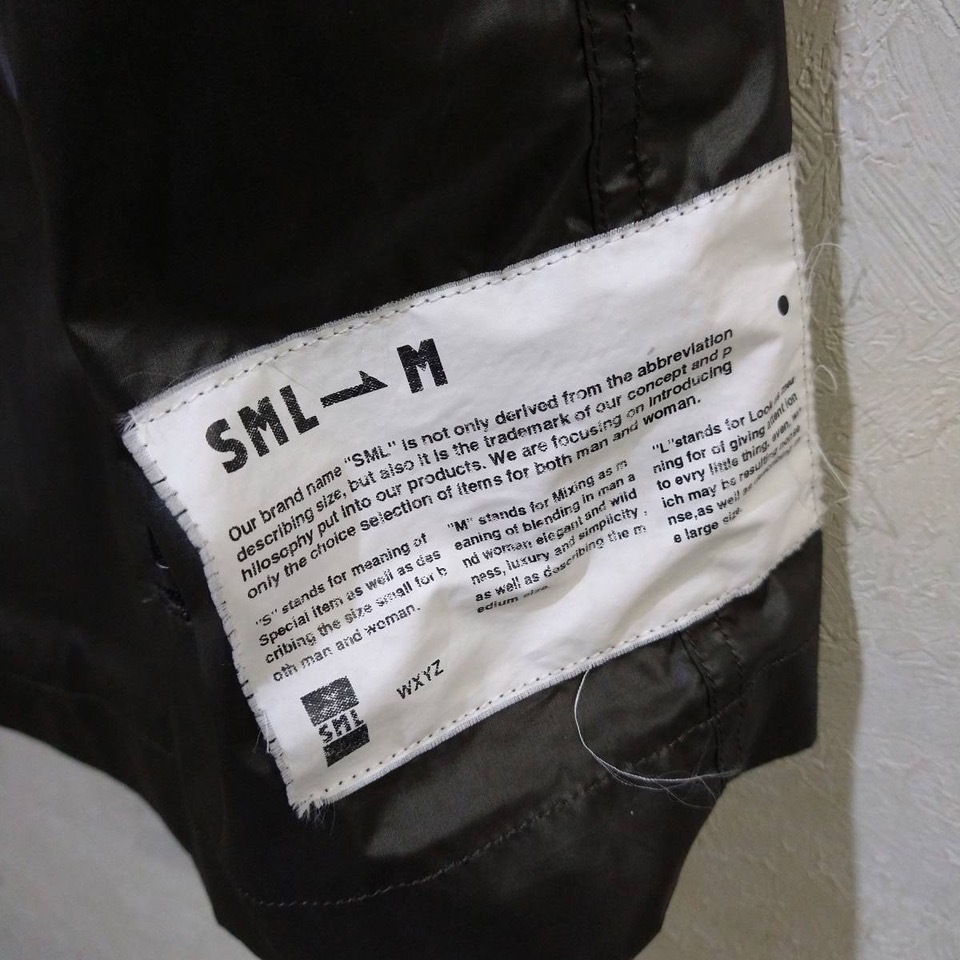 SML M
Our brand name "SML" is not only derived from the abbreviation
describing size, but also it is the trademark of our concept and p
hilosophy put into our products. We are focusing on introducing
only the choice selection of items for both man and woman.
"S" stands for meaning of
Special item as well as des
cribing the size small for b
oth man and woman.
"M" stands for Mixing as m
eaning of blending in man a
nd woman elegant and wild
ness, luxury and simplicity ,
as well as describing the m
edium size.
"L"stands for Look
ning for of giving
to evry little thing, even,
ich may be resulting
nse,as well as
e large size.
SML
WXYZ